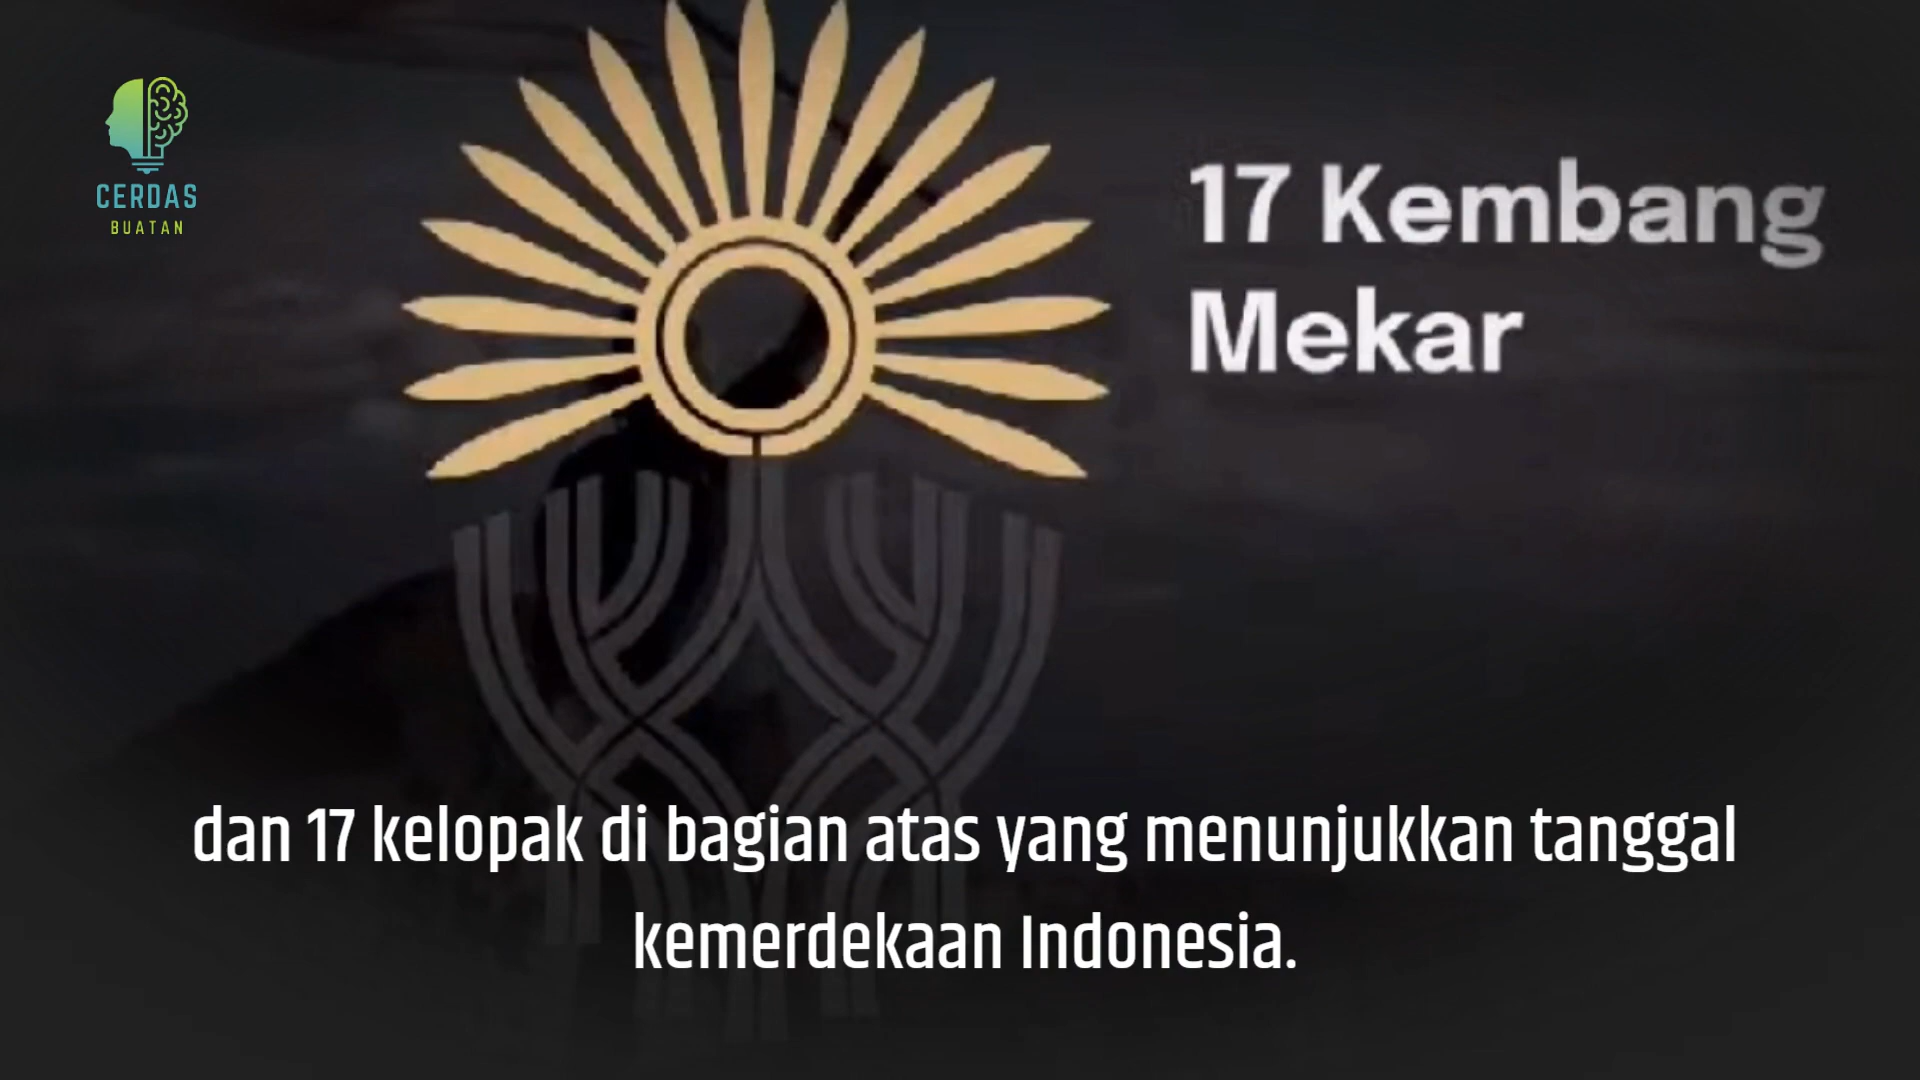 CERDAS
BUATAN
17 Kembang
Mekar
dan 17 kelopak di bagian atas yang menunjukkan tanggal
kemerdekaan Indonesia.